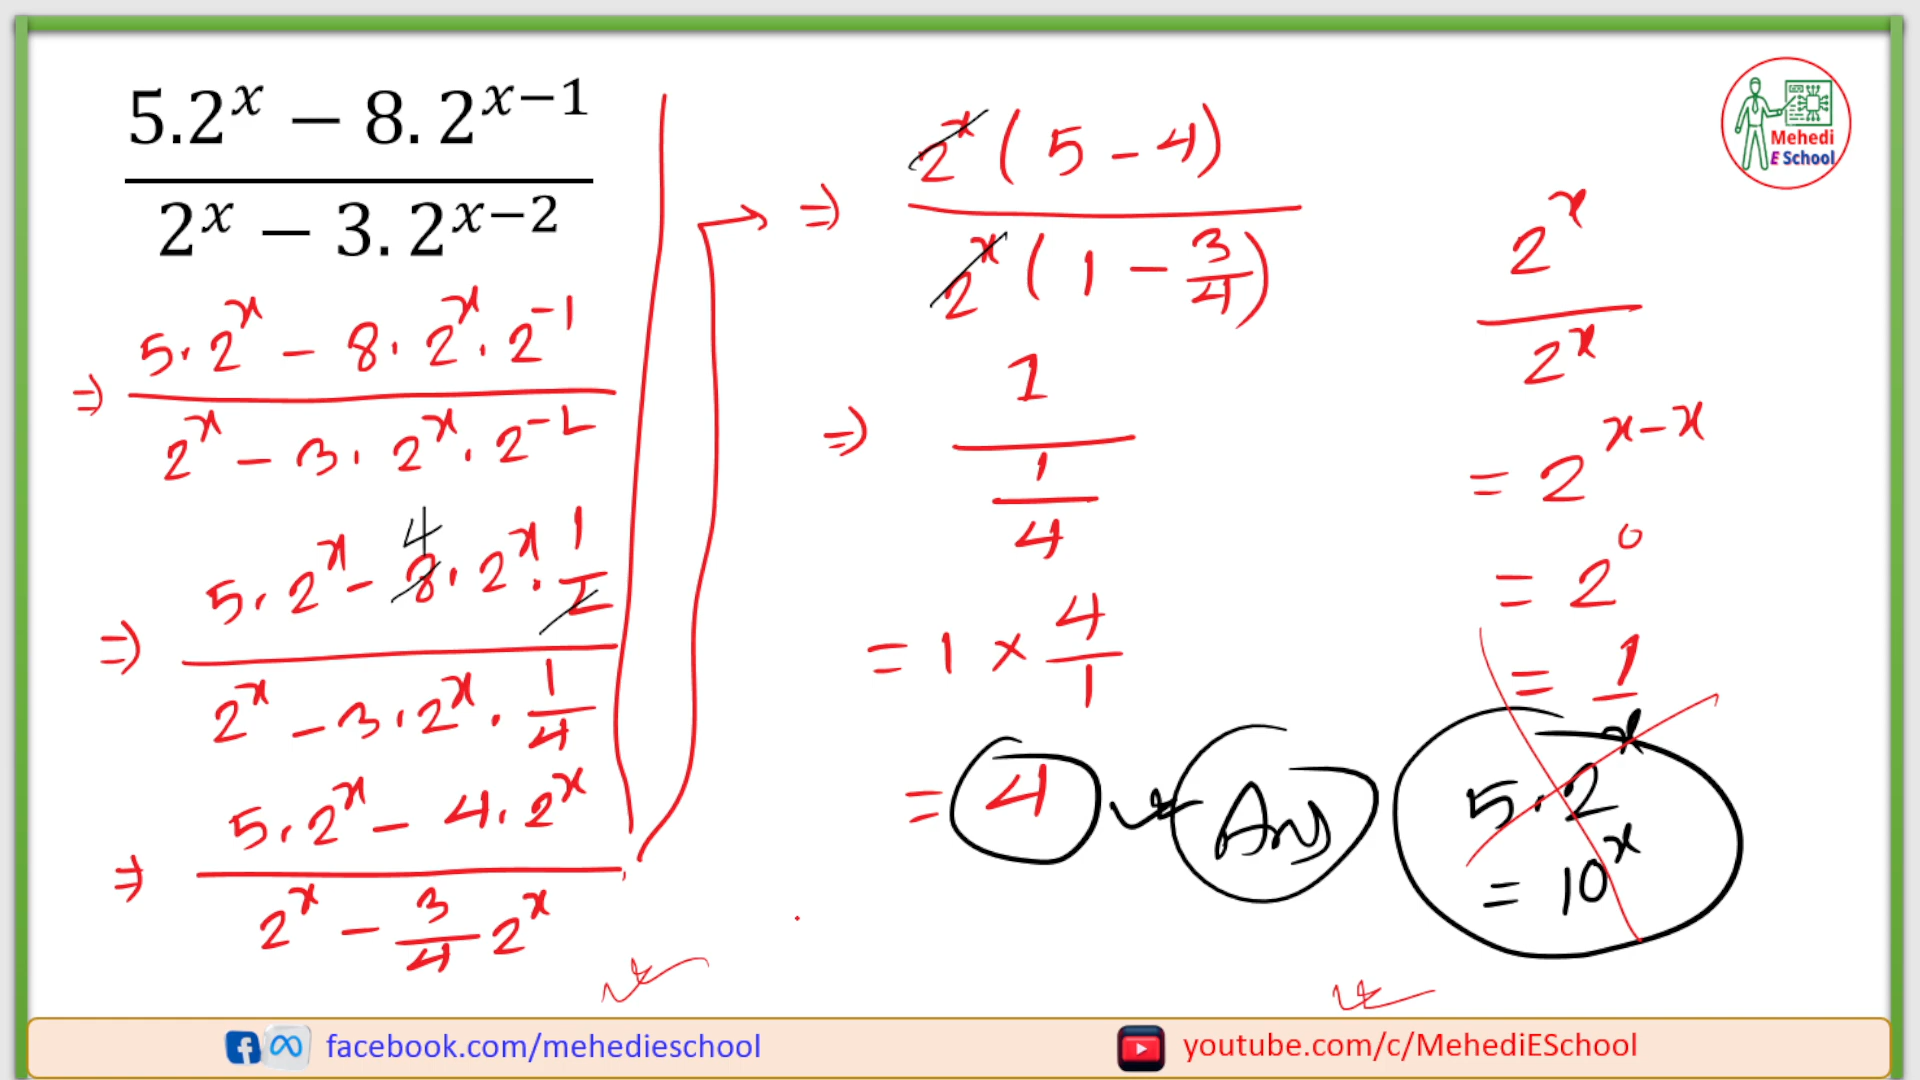 5.2^x − 8. 2^(x−1)
2^x − 3. 2^(x−2)
⇒ 5·2^x − 8·2^x·2^-1
2^x − 3·2^x·2^-2
4
⇒ 5·2^x − 8·2^x·1/2
2^x − 3·2^x·1/4
⇒ 5·2^x − 4·2^x
2^x − 3/4 2^x
⇒ 2^x (5 − 4)
2^x (1 − 3/4)
⇒ 1
1
4
= 1 × 4/1
= 4 Ans
Mehedi
E School
2^x
2^x
= 2^(x−x)
= 2^0
= 1
5·2^x
= 10^x
facebook.com/mehedieschool
youtube.com/c/MehediESchool